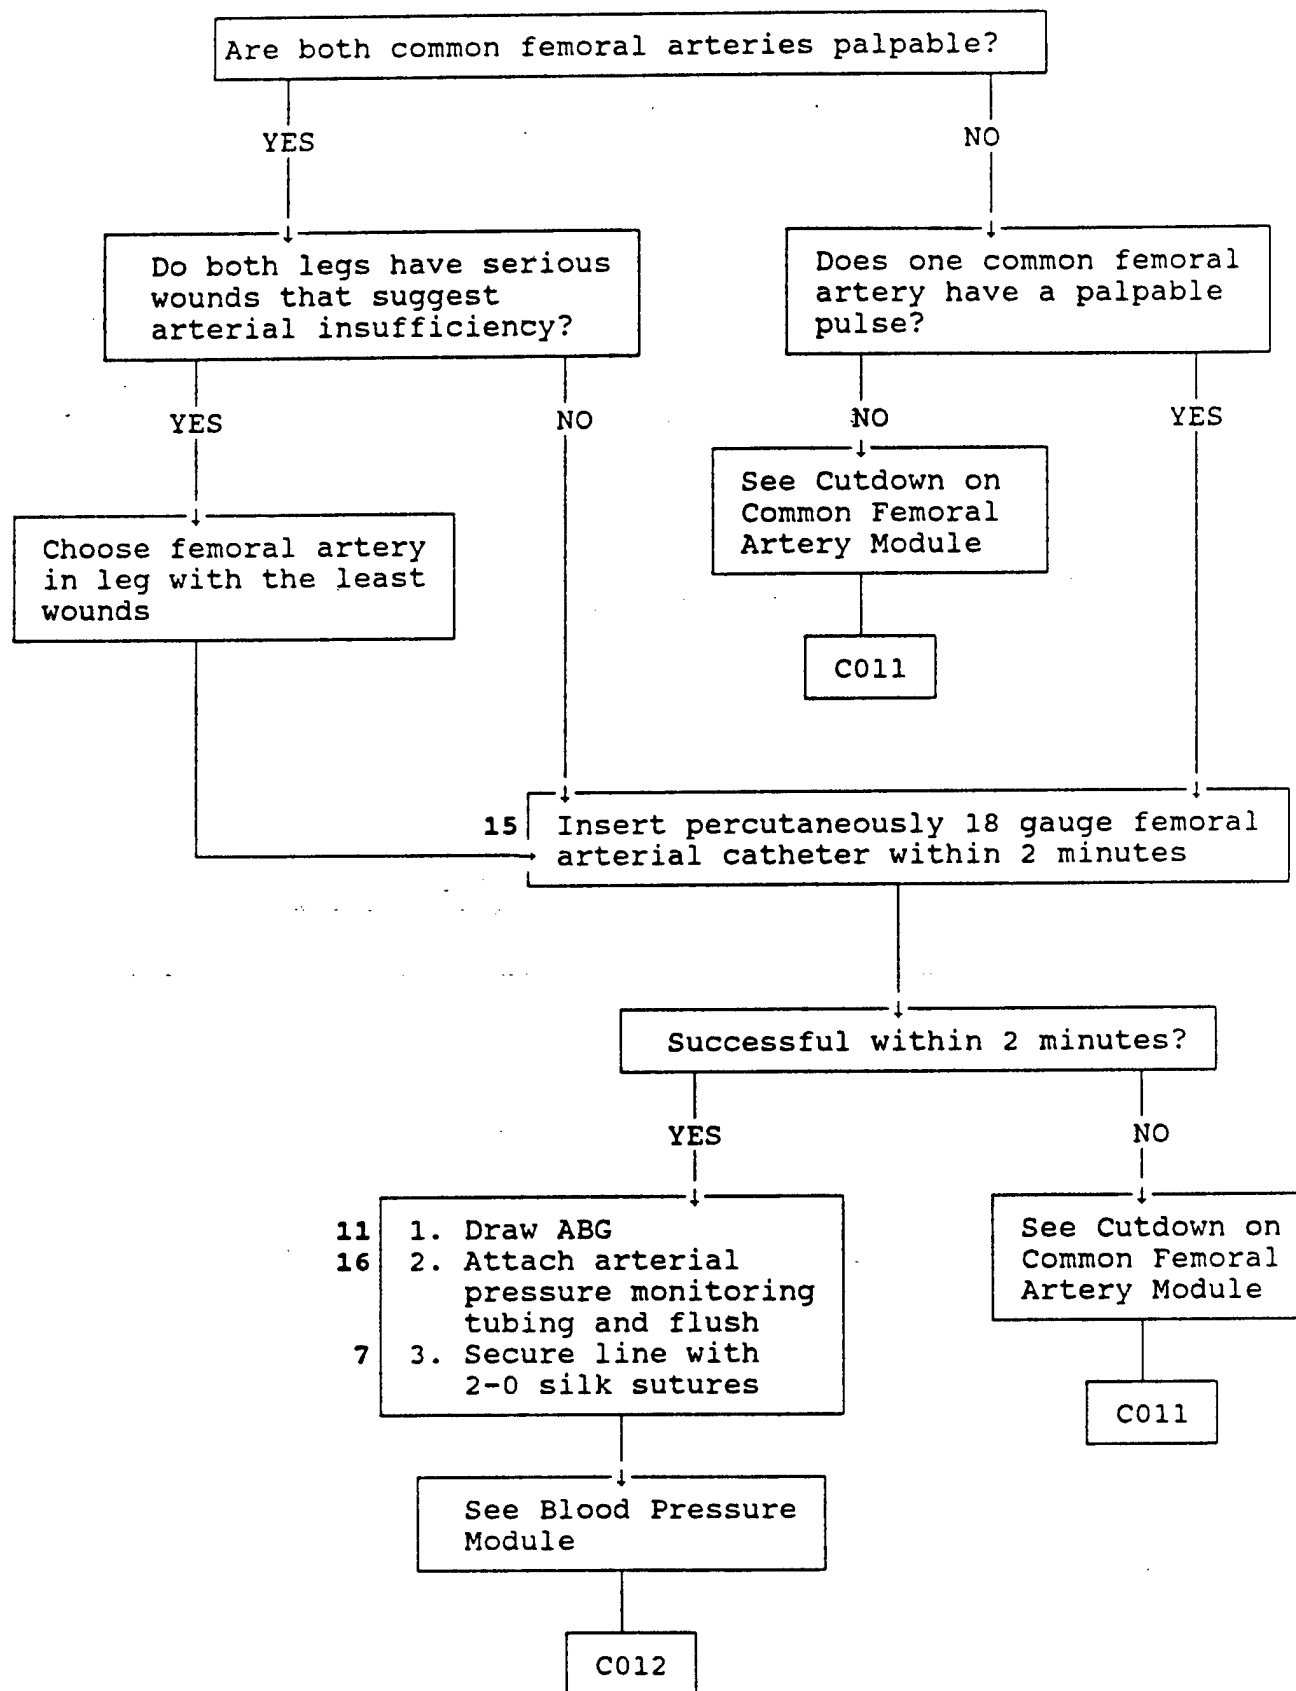 Are both common femoral arteries palpable?
YES
NO
Do both legs have serious
wounds that suggest
arterial insufficiency?
Does one common femoral
artery have a palpable
pulse?
YES
NO
NO
YES
See Cutdown on
Common Femoral
Artery Module
Choose femoral artery
in leg with the least
wounds
C011
15 Insert percutaneously 18 gauge femoral
arterial catheter within 2 minutes
Successful within 2 minutes?
YES
NO
11 1. Draw ABG
16 2. Attach arterial
pressure monitoring
tubing and flush
7 3. Secure line with
2-0 silk sutures
See Cutdown on
Common Femoral
Artery Module
C011
See Blood Pressure
Module
C012